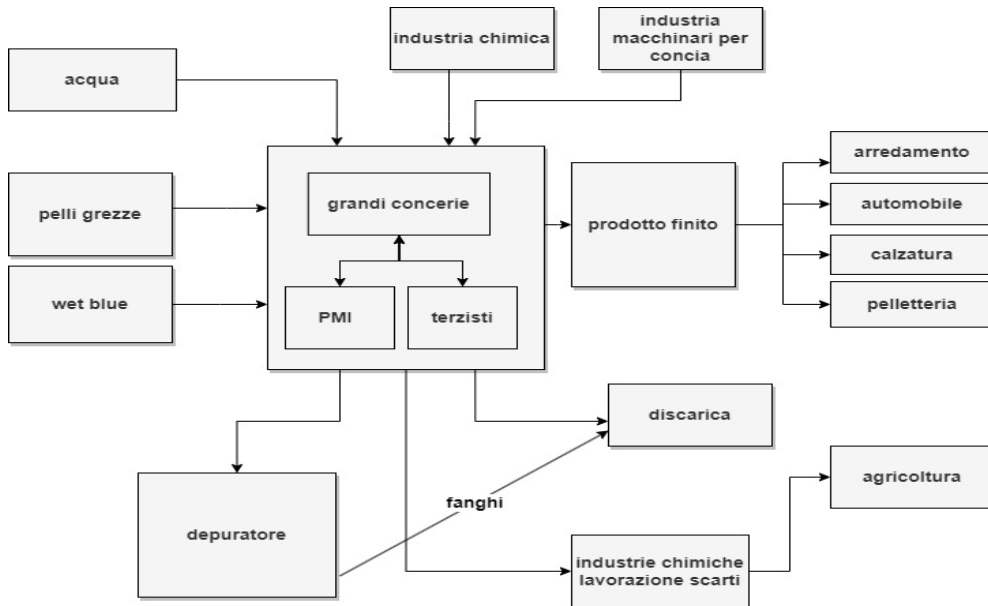 industria chimica
industria
macchinari per
concia
acqua
pelli grezze
wet blue
grandi concerie
PMI
terzisti
prodotto finito
arredamento
automobile
calzatura
pelletteria
discarica
fanghi
depuratore
industrie chimiche
lavorazione scarti
agricoltura